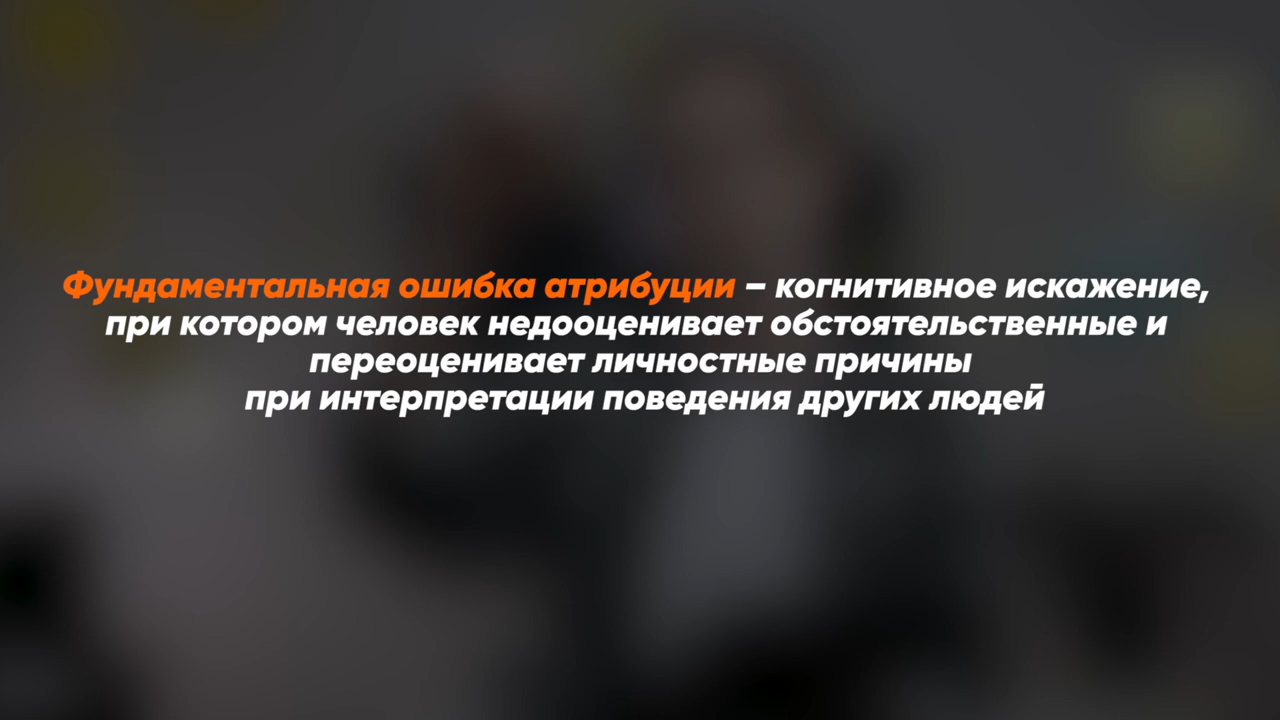 Фундаментальная ошибка атрибуции – когнитивное искажение,
при котором человек недооценивает обстоятельственные и
переоценивает личностные причины
при интерпретации поведения других людей